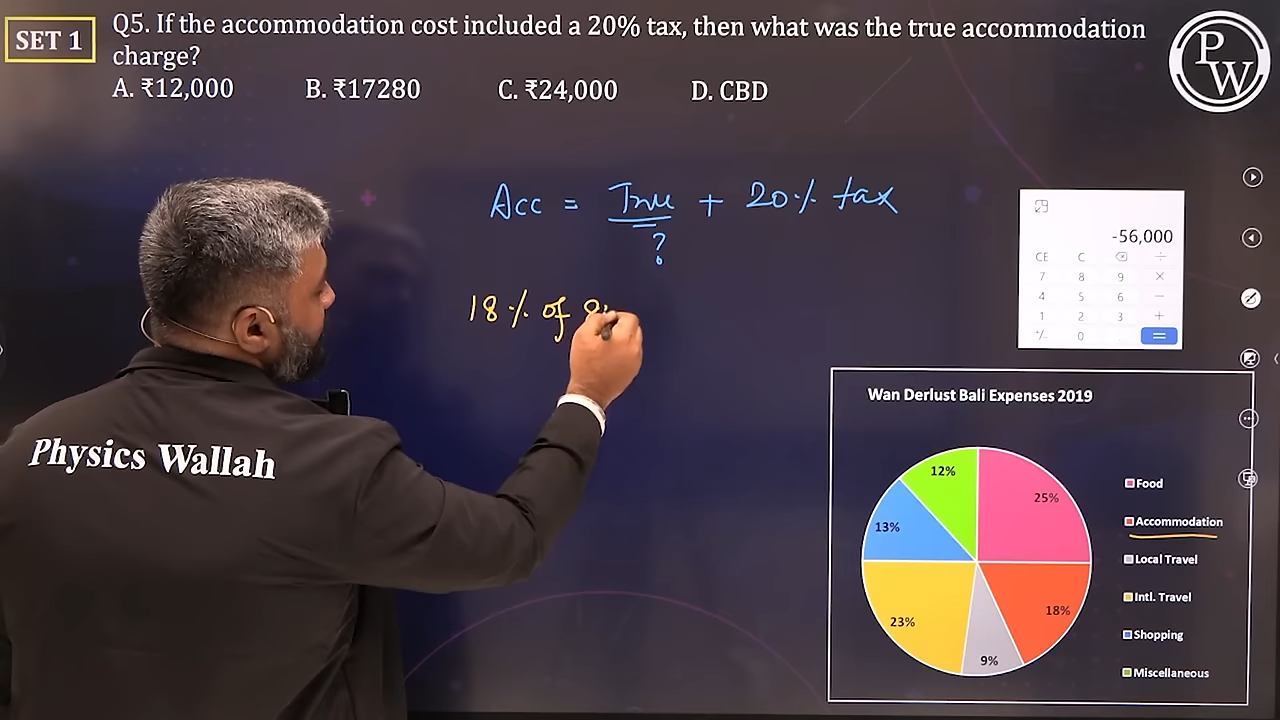 SET 1
Q5. If the accommodation cost included a 20% tax, then what was the true accommodation
charge?
A. ₹12,000 B. ₹17280 C. ₹24,000 D. CBD
PW
Acc = True + 20% tax
?
18% of
-56,000
CE C ÷
7 8 9 ×
4 5 6 −
1 2 3 +
+/- 0 . =
Physics Wallah
Wan Derlust Bali Expenses 2019
12%
25%
13%
18%
23%
9%
Food
Accommodation
Local Travel
Intl. Travel
Shopping
Miscellaneous